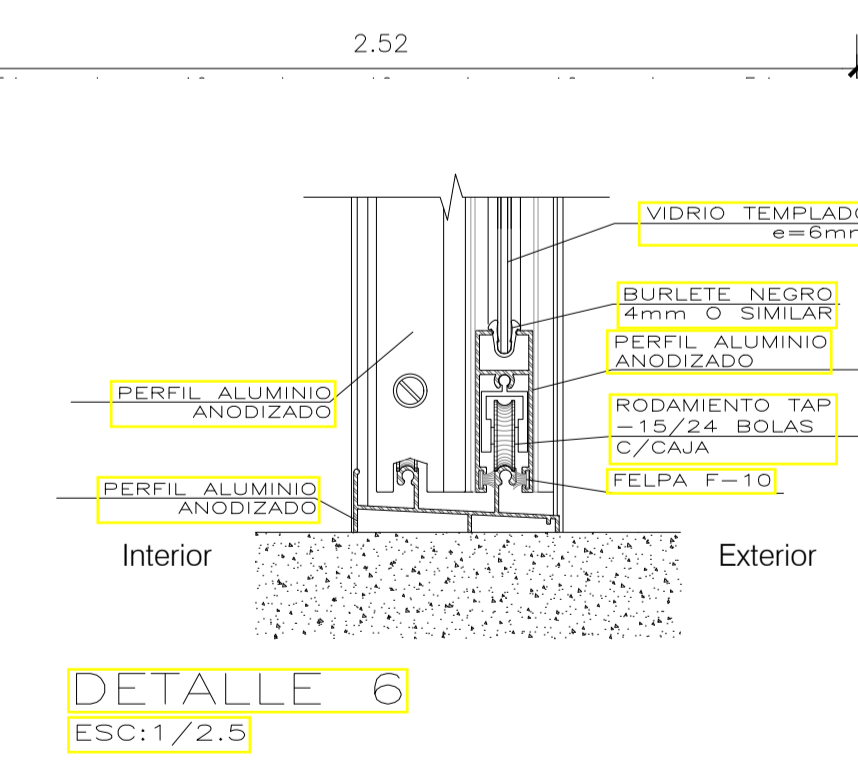 2.52
VIDRIO TEMPLADO
e=6mm
BURLETE NEGRO
4mm O SIMILAR
PERFIL ALUMINIO
ANODIZADO
PERFIL ALUMINIO
ANODIZADO
RODAMIENTO TAP
-15/24 BOLAS
C/CAJA
FELPA F-10
PERFIL ALUMINIO
ANODIZADO
Interior
Exterior
DETALLE 6
ESC:1/2.5